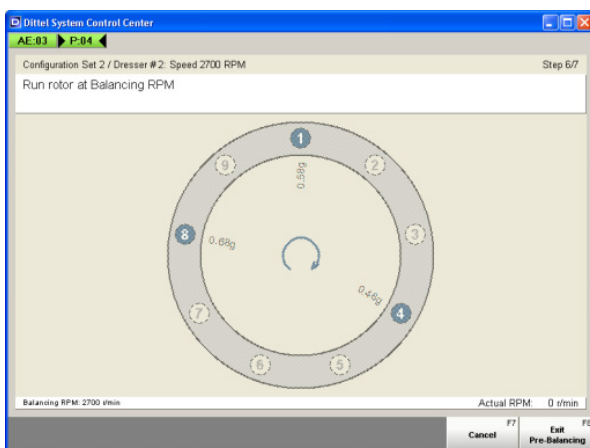 Dittel System Control Center
AE:03 P:04
Configuration Set 2 / Dresser # 2: Speed 2700 RPM Step 6/7
Run rotor at Balancing RPM
1
9 2
0.58g
8 0.68g 3
0.46g 4
7
6 5
Balancing RPM: 2700 r/min Actual RPM: 0 r/min
F7 F8
Cancel Exit
Pre-Balancing